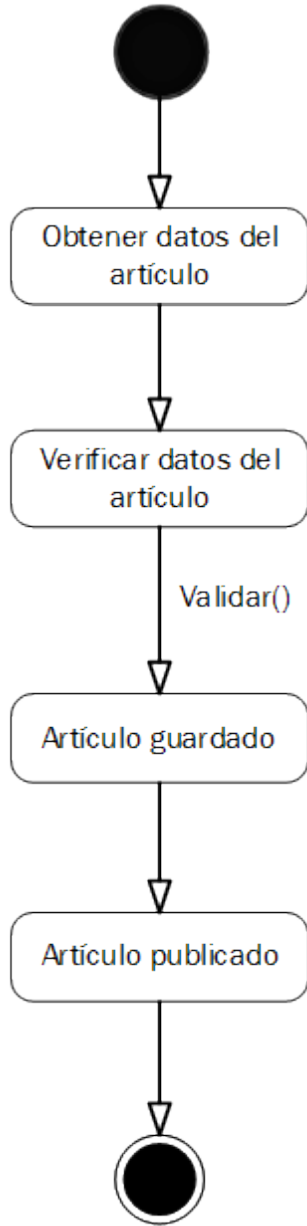 Obtener datos del
artículo
Verificar datos del
artículo
Validar()
Artículo guardado
Artículo publicado